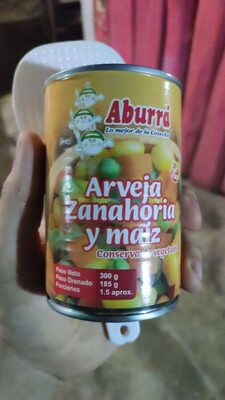 Aburrá
Lo mejor de la Cosecha
Arveja
Zanahoria
y maíz
Conserva de vegetales
Peso Neto 300 g
Peso Drenado 185 g
Porciones 1.5 aprox.